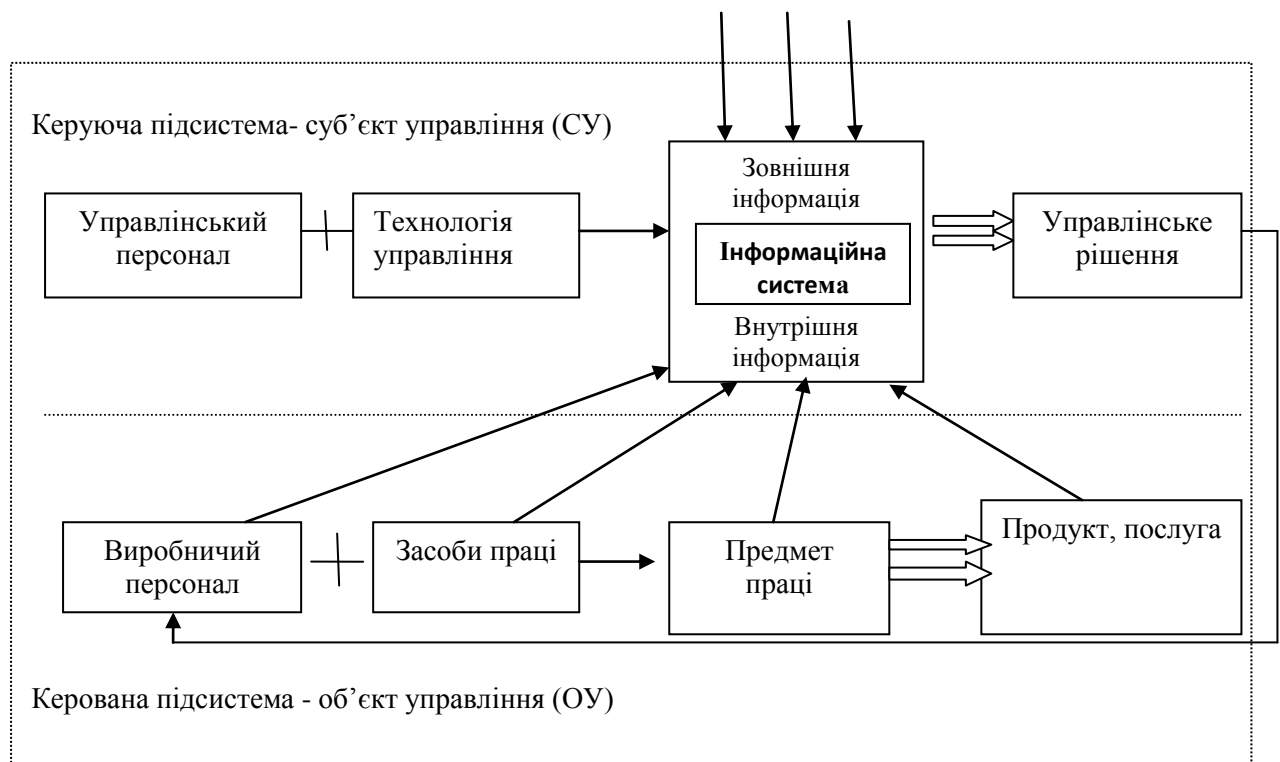 Керуюча підсистема- суб’єкт управління (СУ)
Зовнішня
інформація
Управлінський
персонал
Технологія
управління
Інформаційна
система
Управлінське
рішення
Внутрішня
інформація
Виробничий
персонал
Засоби праці
Предмет
праці
Продукт, послуга
Керована підсистема - об’єкт управління (ОУ)